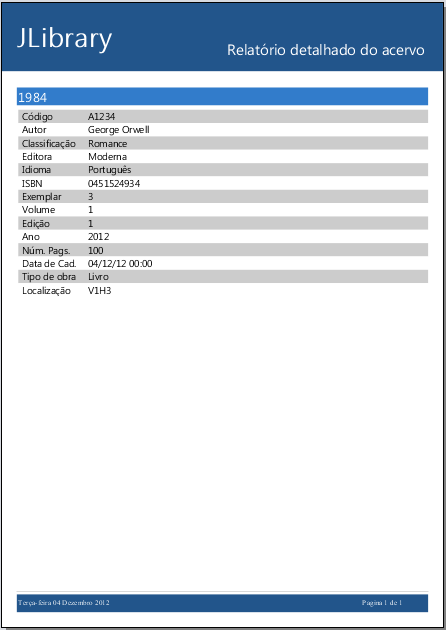 JLibrary
Relatório detalhado do acervo
1984
Código A1234
Autor George Orwell
Classificação Romance
Editora Moderna
Idioma Português
ISBN 0451524934
Exemplar 3
Volume 1
Edição 1
Ano 2012
Núm. Pags. 100
Data de Cad. 04/12/12 00:00
Tipo de obra Livro
Localização V1H3
Terça-feira 04 Dezembro 2012 Pagina 1 de 1